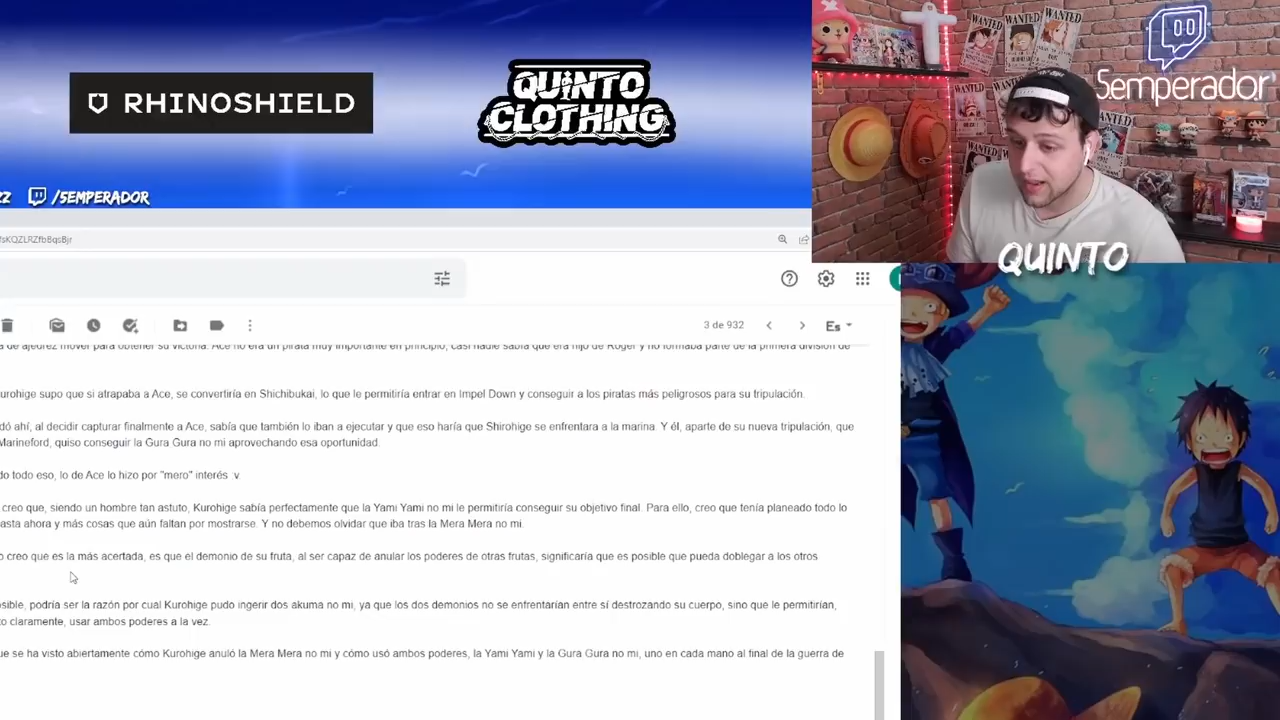 RHINOSHIELD
QUINTO
CLOTHING
/5EMPERADOR
5emperador
WANTED
WANTED
WANTED
QUINTO
3 de 932
Es
a de ajedrez mover para obtener su victoria. Ace no era un pirata muy importante en principio, casi nadie sabía que era hijo de Roger y no formaba parte de la primera división de
urohige supo que si atrapaba a Ace, se convertiría en Shichibukai, lo que le permitiría entrar en Impel Down y conseguir a los piratas más peligrosos para su tripulación.
dó ahí, al decidir capturar finalmente a Ace, sabía que también lo iban a ejecutar y que eso haría que Shirohige se enfrentara a la marina. Y él, aparte de su nueva tripulación, que
Marineford, quiso conseguir la Gura Gura no mi aprovechando esa oportunidad.
do todo eso, lo de Ace lo hizo por "mero" interés :v
creo que, siendo un hombre tan astuto, Kurohige sabía perfectamente que la Yami Yami no mi le permitiría conseguir su objetivo final. Para ello, creo que tenía planeado todo lo
asta ahora y más cosas que aún faltan por mostrarse. Y no debemos olvidar que iba tras la Mera Mera no mi.
o creo que es la más acertada, es que el demonio de su fruta, al ser capaz de anular los poderes de otras frutas, significaría que es posible que pueda doblegar a los otros
sible, podría ser la razón por cual Kurohige pudo ingerir dos akuma no mi, ya que los dos demonios no se enfrentarían entre sí destrozando su cuerpo, sino que le permitirían,
o claramente, usar ambos poderes a la vez.
ue se ha visto abiertamente cómo Kurohige anuló la Mera Mera no mi y cómo usó ambos poderes, la Yami Yami y la Gura Gura no mi, uno en cada mano al final de la guerra de